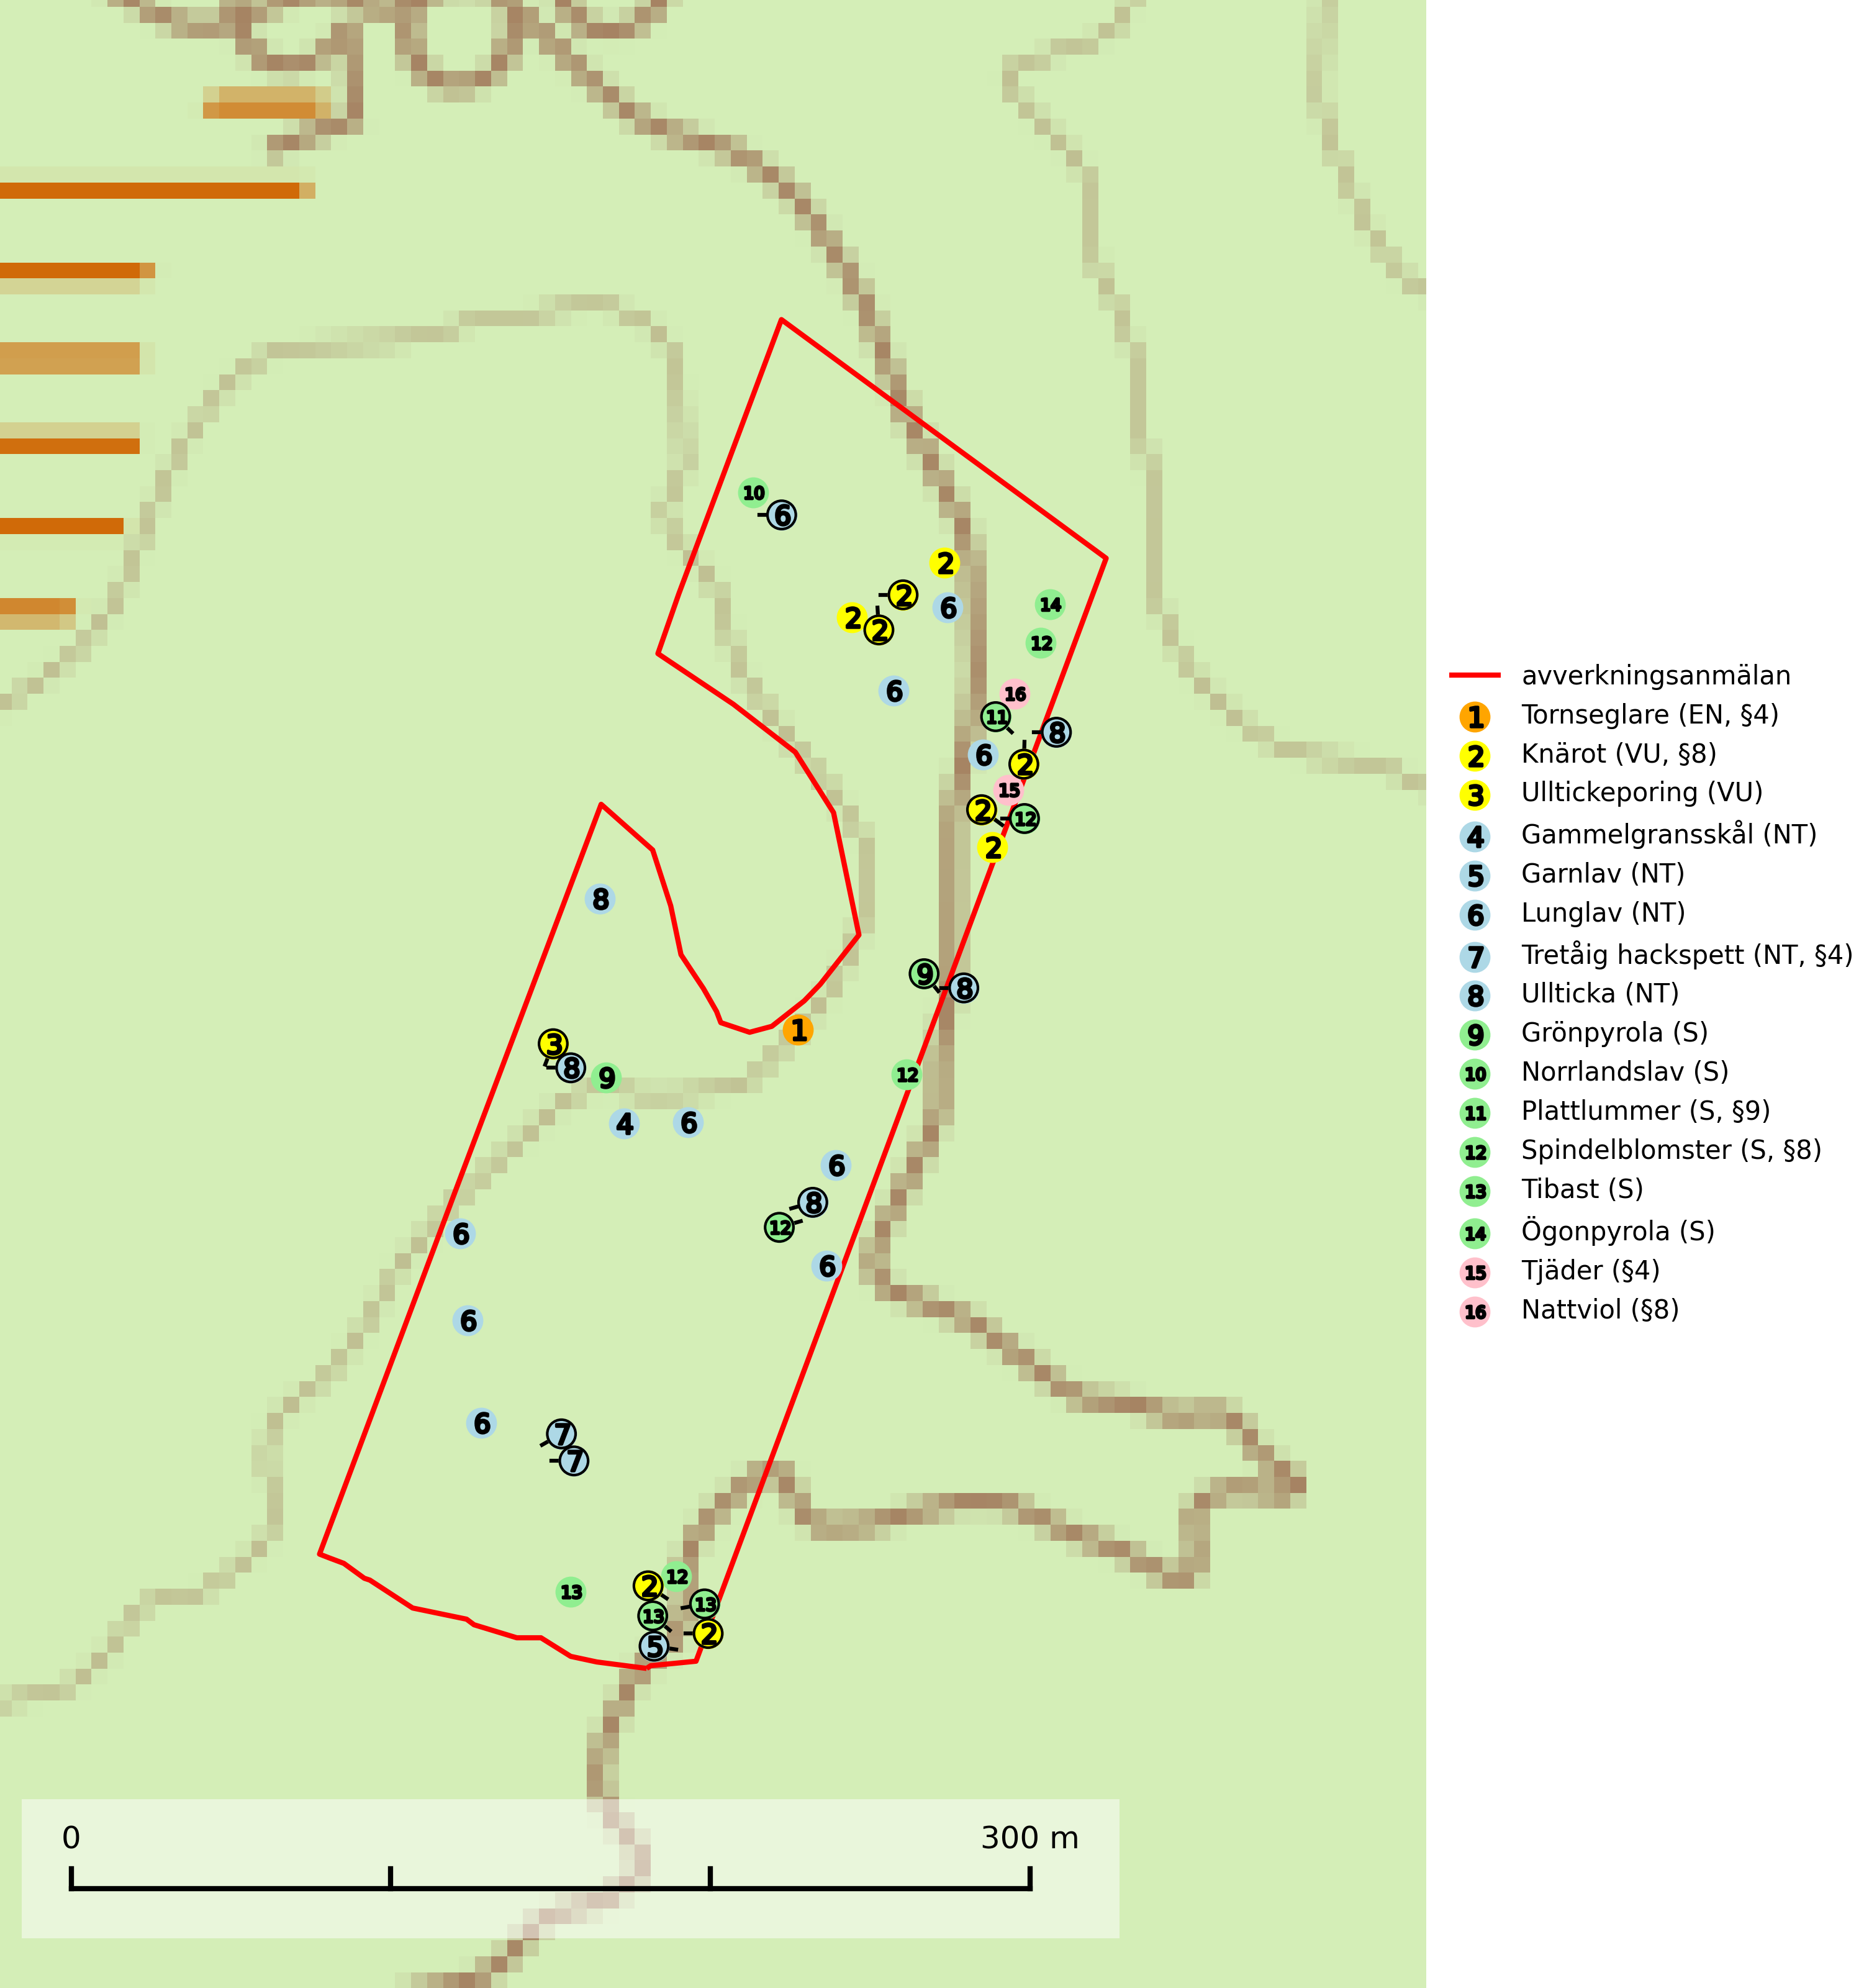 10
6
2
2
6
2
2
14
12
6
16
11
8
6
2
15
2
12
2
8
9
8
1
3
8
9
12
4
6
6
8
12
6
6
6
6
7
7
12
2
13
13
13
2
5
avverkningsanmälan
1 Tornseglare (EN, §4)
2 Knärot (VU, §8)
3 Ulltickeporing (VU)
4 Gammelgransskål (NT)
5 Garnlav (NT)
6 Lunglav (NT)
7 Tretåig hackspett (NT, §4)
8 Ullticka (NT)
9 Grönpyrola (S)
10 Norrlandslav (S)
11 Plattlummer (S, §9)
12 Spindelblomster (S, §8)
13 Tibast (S)
14 Ögonpyrola (S)
15 Tjäder (§4)
16 Nattviol (§8)
0 300 m